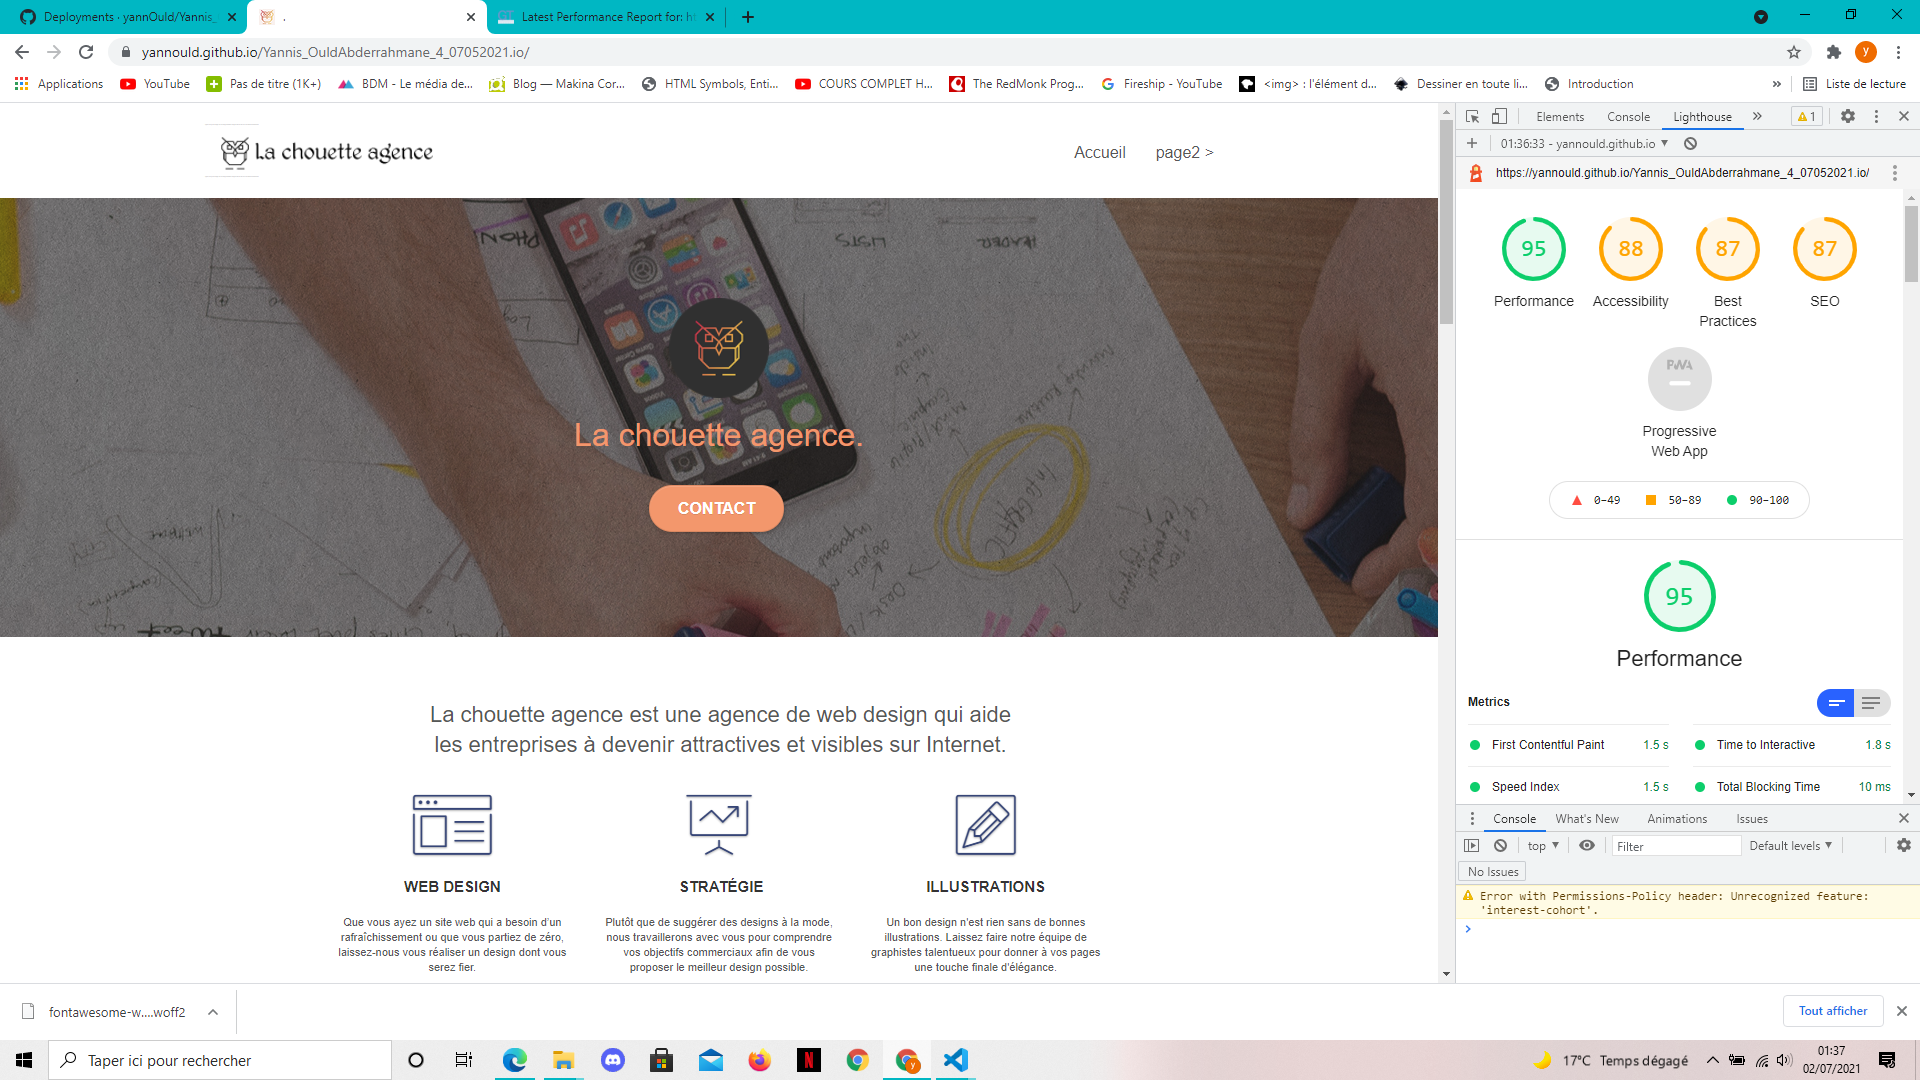 Deployments · yannOuld/Yannis_
.
Latest Performance Report for: ht
yannould.github.io/Yannis_OuldAbderrahmane_4_07052021.io/
y
Applications
YouTube
Pas de titre (1K+)
BDM - Le média de...
Blog — Makina Cor...
HTML Symbols, Enti...
COURS COMPLET H...
The RedMonk Prog...
Fireship - YouTube
<img> : l'élément d...
Dessiner en toute li...
Introduction
»
Liste de lecture
La chouette agence
Accueil
page2 >
La chouette agence.
CONTACT
La chouette agence est une agence de web design qui aide
les entreprises à devenir attractives et visibles sur Internet.
WEB DESIGN
Que vous ayez un site web qui a besoin d'un
rafraîchissement ou que vous partiez de zéro,
laissez-nous vous réaliser un design dont vous
serez fier.
STRATÉGIE
Plutôt que de suggérer des designs à la mode,
nous travaillerons avec vous pour comprendre
vos objectifs commerciaux afin de vous
proposer le meilleur design possible.
ILLUSTRATIONS
Un bon design n'est rien sans de bonnes
illustrations. Laissez faire notre équipe de
graphistes talentueux pour donner à vos pages
une touche finale d'élégance.
Elements
Console
Lighthouse
»
1
01:36:33 - yannould.github.io
https://yannould.github.io/Yannis_OuldAbderrahmane_4_07052021.io/
95
Performance
88
Accessibility
87
Best
Practices
87
SEO
PWA
Progressive
Web App
0–49
50–89
90–100
95
Performance
Metrics
First Contentful Paint
1.5 s
Time to Interactive
1.8 s
Speed Index
1.5 s
Total Blocking Time
10 ms
Console
What's New
Animations
Issues
top
Filter
Default levels
No Issues
Error with Permissions-Policy header: Unrecognized feature:
'interest-cohort'.
fontawesome-w....woff2
Tout afficher
Taper ici pour rechercher
17°C Temps dégagé
01:37
02/07/2021